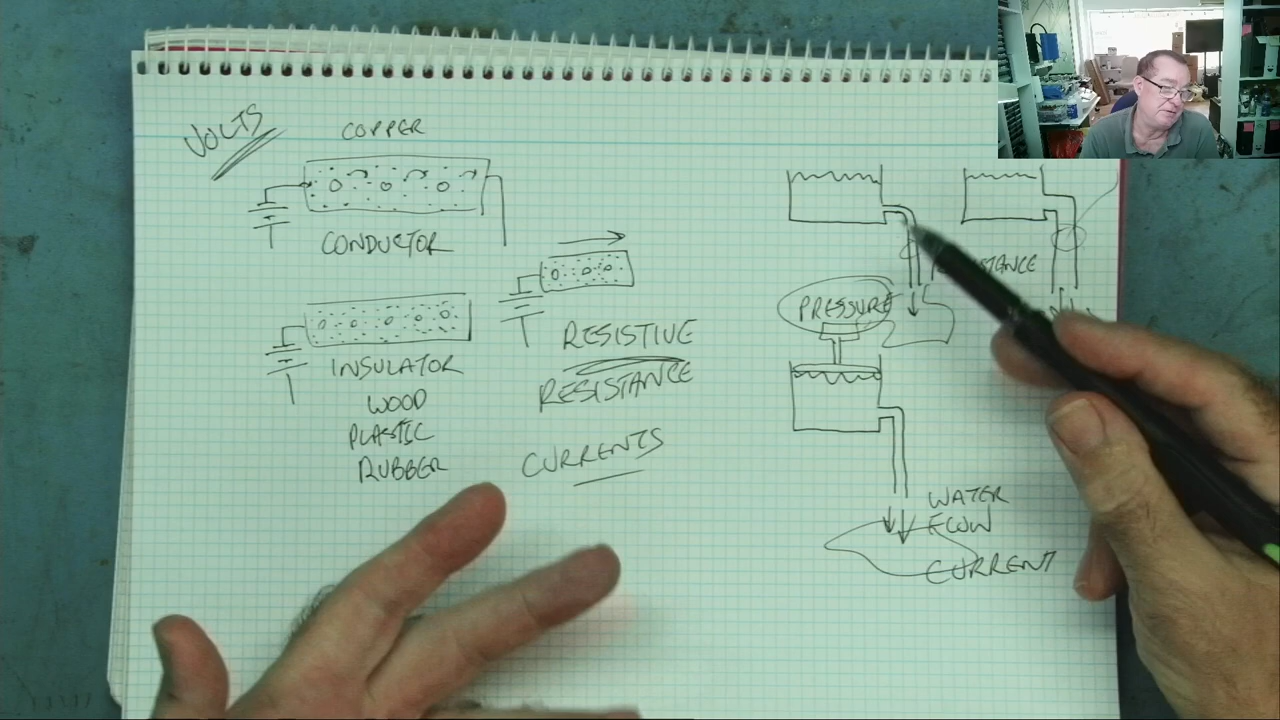 VOLTS
COPPER
CONDUCTOR
INSULATOR
WOOD
PLASTIC
RUBBER
RESISTIVE
RESISTANCE
CURRENTS
PRESSURE
WATER
FLOW
CURRENT